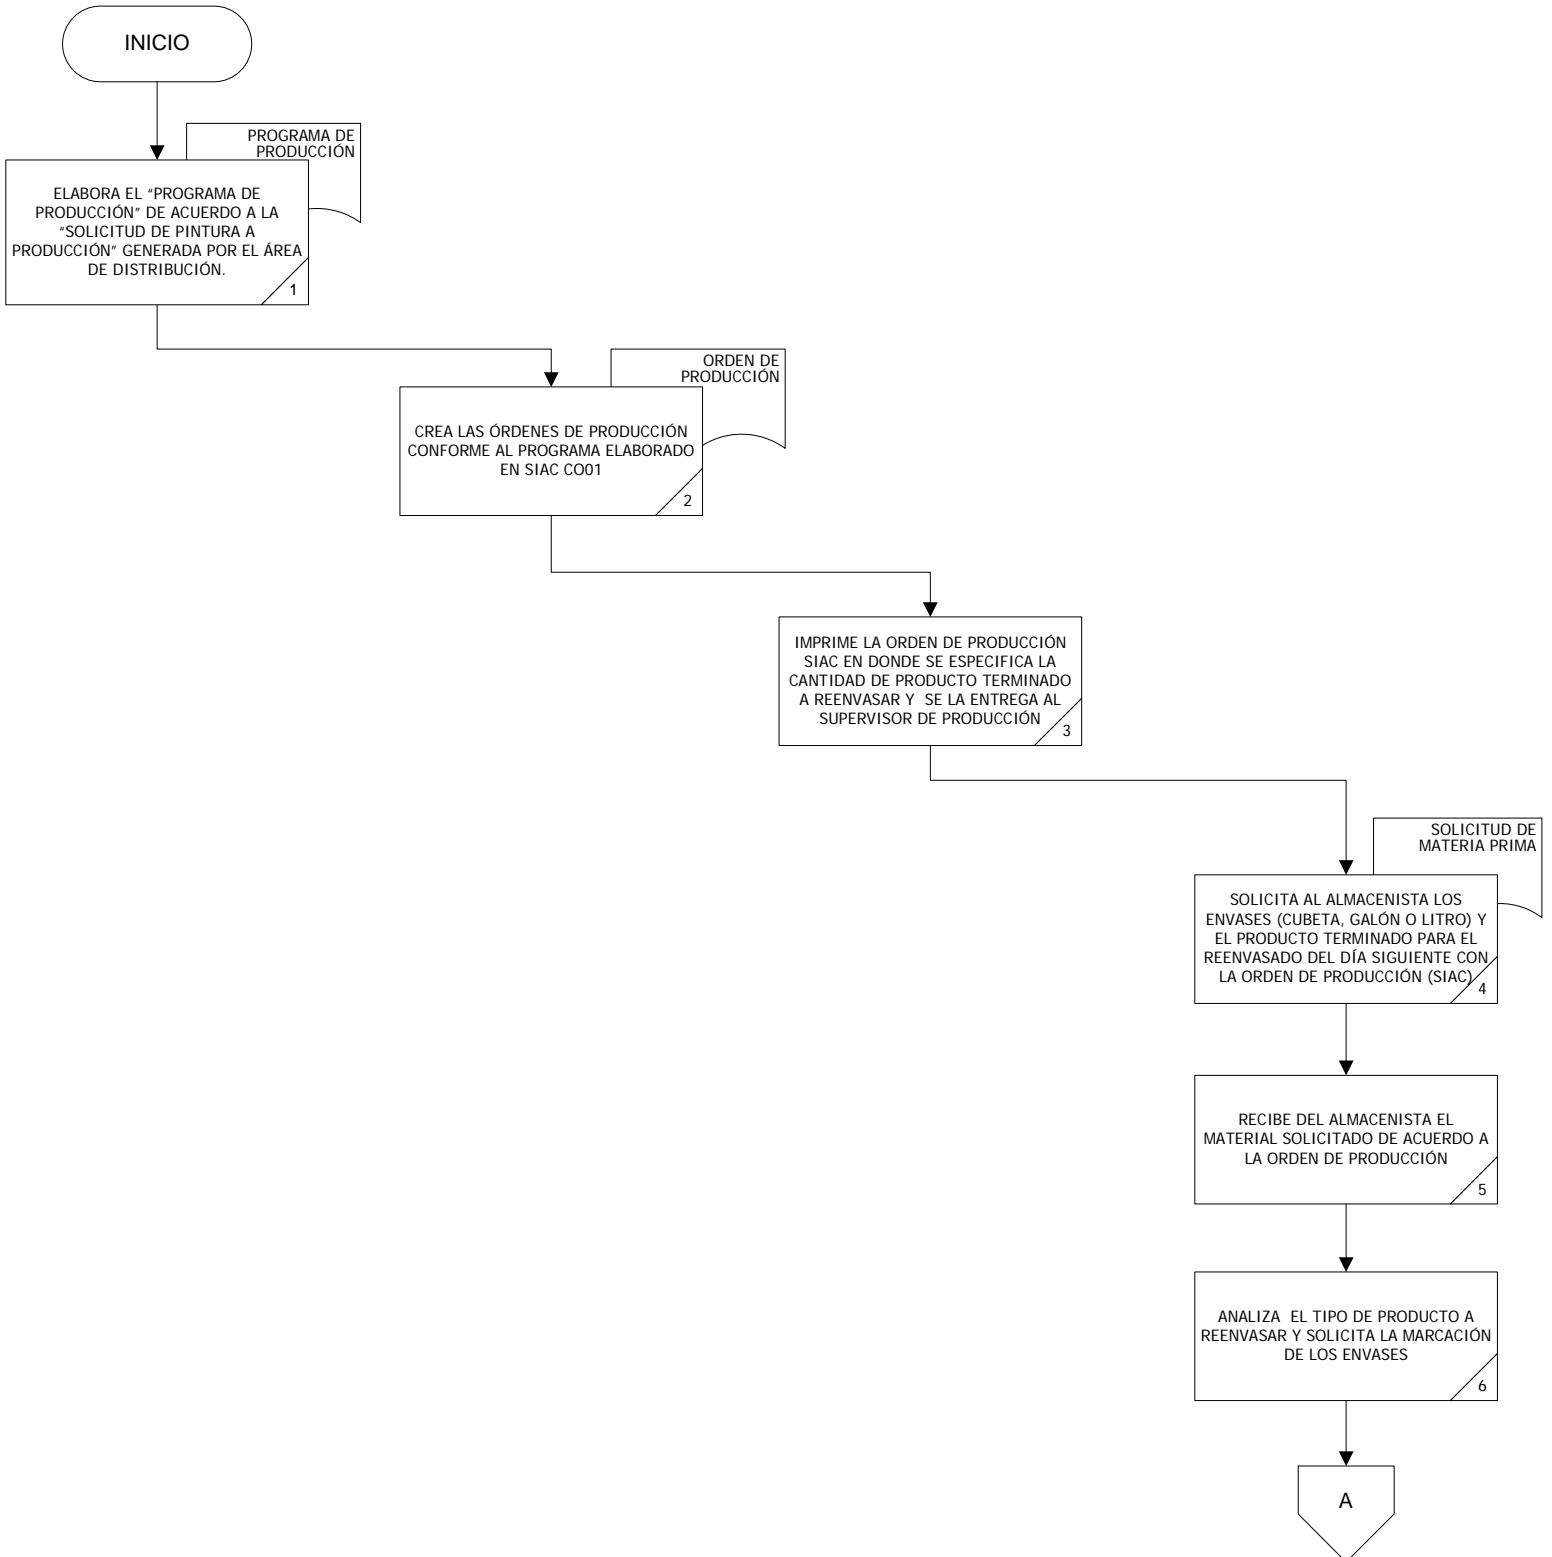 INICIO
PROGRAMA DE
PRODUCCIÓN
ELABORA EL “PROGRAMA DE
PRODUCCIÓN” DE ACUERDO A LA
“SOLICITUD DE PINTURA A
PRODUCCIÓN” GENERADA POR EL ÁREA
DE DISTRIBUCIÓN.
1
ORDEN DE
PRODUCCIÓN
CREA LAS ÓRDENES DE PRODUCCIÓN
CONFORME AL PROGRAMA ELABORADO
EN SIAC CO01
2
IMPRIME LA ORDEN DE PRODUCCIÓN
SIAC EN DONDE SE ESPECIFICA LA
CANTIDAD DE PRODUCTO TERMINADO
A REENVASAR Y  SE LA ENTREGA AL
SUPERVISOR DE PRODUCCIÓN
3
SOLICITUD DE
MATERIA PRIMA
SOLICITA AL ALMACENISTA LOS
ENVASES (CUBETA, GALÓN O LITRO) Y
EL PRODUCTO TERMINADO PARA EL
REENVASADO DEL DÍA SIGUIENTE CON
LA ORDEN DE PRODUCCIÓN (SIAC)
4
RECIBE DEL ALMACENISTA EL
MATERIAL SOLICITADO DE ACUERDO A
LA ORDEN DE PRODUCCIÓN
5
ANALIZA  EL TIPO DE PRODUCTO A
REENVASAR Y SOLICITA LA MARCACIÓN
DE LOS ENVASES
6
A